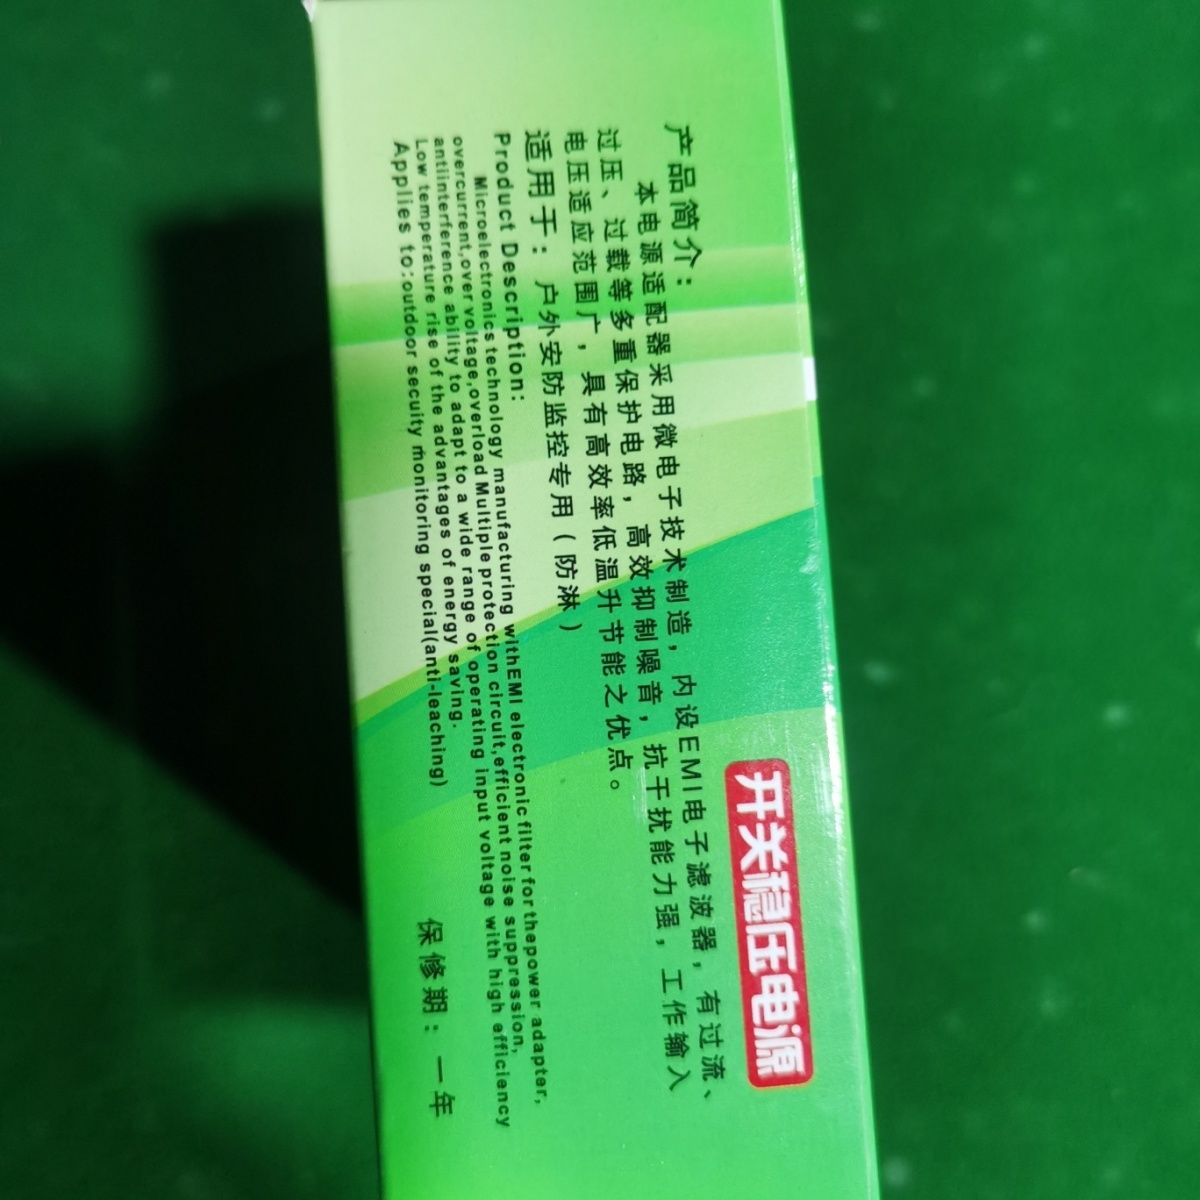 开关稳压电源
产品简介：
本电源适配器采用微电子技术制造，内设EMI电子滤波器，有过流、
过压、过载等多重保护电路，高效抑制噪音，抗干扰能力强，工作输入
电压适应范围广，具有高效率低温升节能之优点。
适用于：户外安防监控专用（防淋）
Product Description:
Microelectronics technology manufacturing withEMI electronic filter for thepower adapter,
overcurrent,over voltage,overload Multiple protection circuit,efficient noise suppression,
antiinterference ability to adapt to a wide range of operating input voltage with high efficiency
Low temperature rise of the advantages of energy saving.
Applies to:outdoor secuity monitoring special(anti-leaching)
保修期：一年